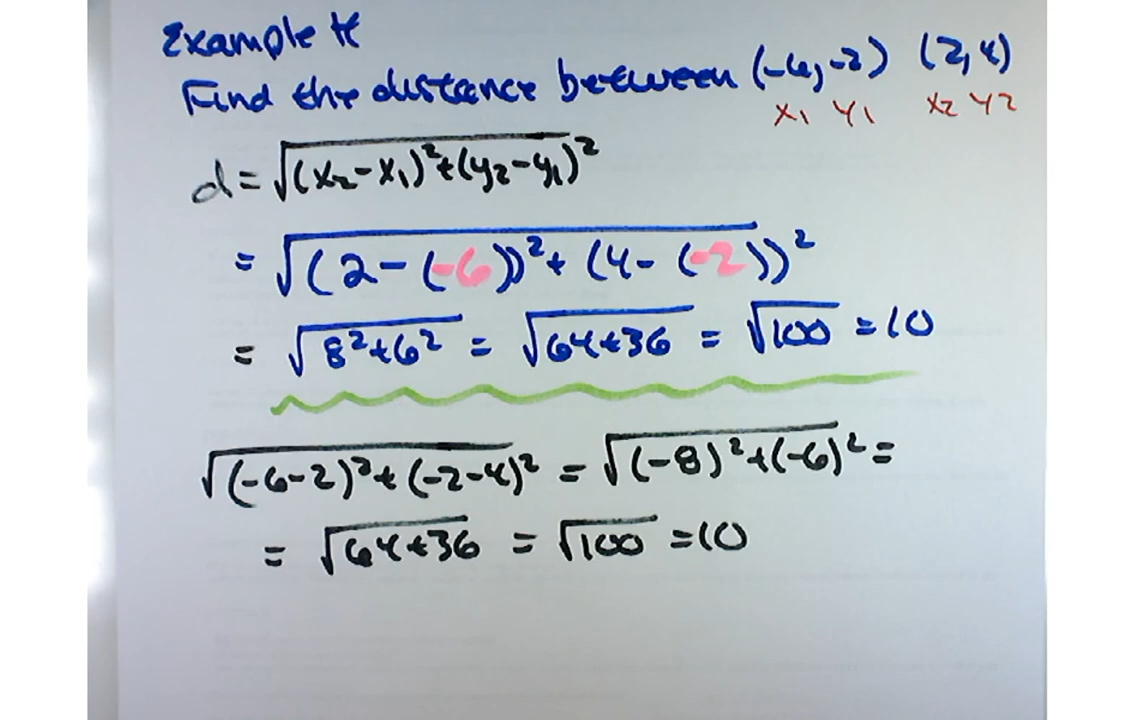 Example H
Find the distance between (-6,-2) (2,4)
x1 y1 x2 y2
d = √(x2-x1)²+(y2-y1)²
= √(2-(-6))²+(4-(-2))²
= √8²+6² = √64+36 = √100 = 10
√(-6-2)²+(-2-4)² = √(-8)²+(-6)² =
= √64+36 = √100 = 10